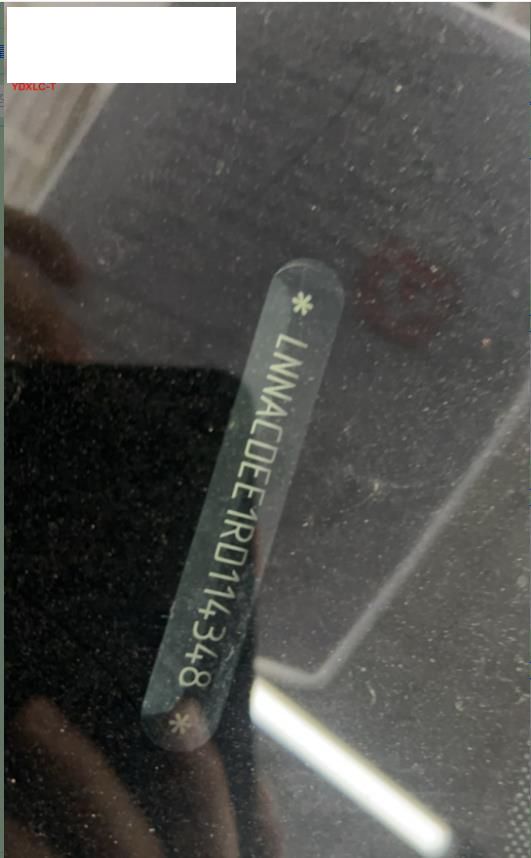 YDXLC-T
* LNNACDEE1RD114348 *